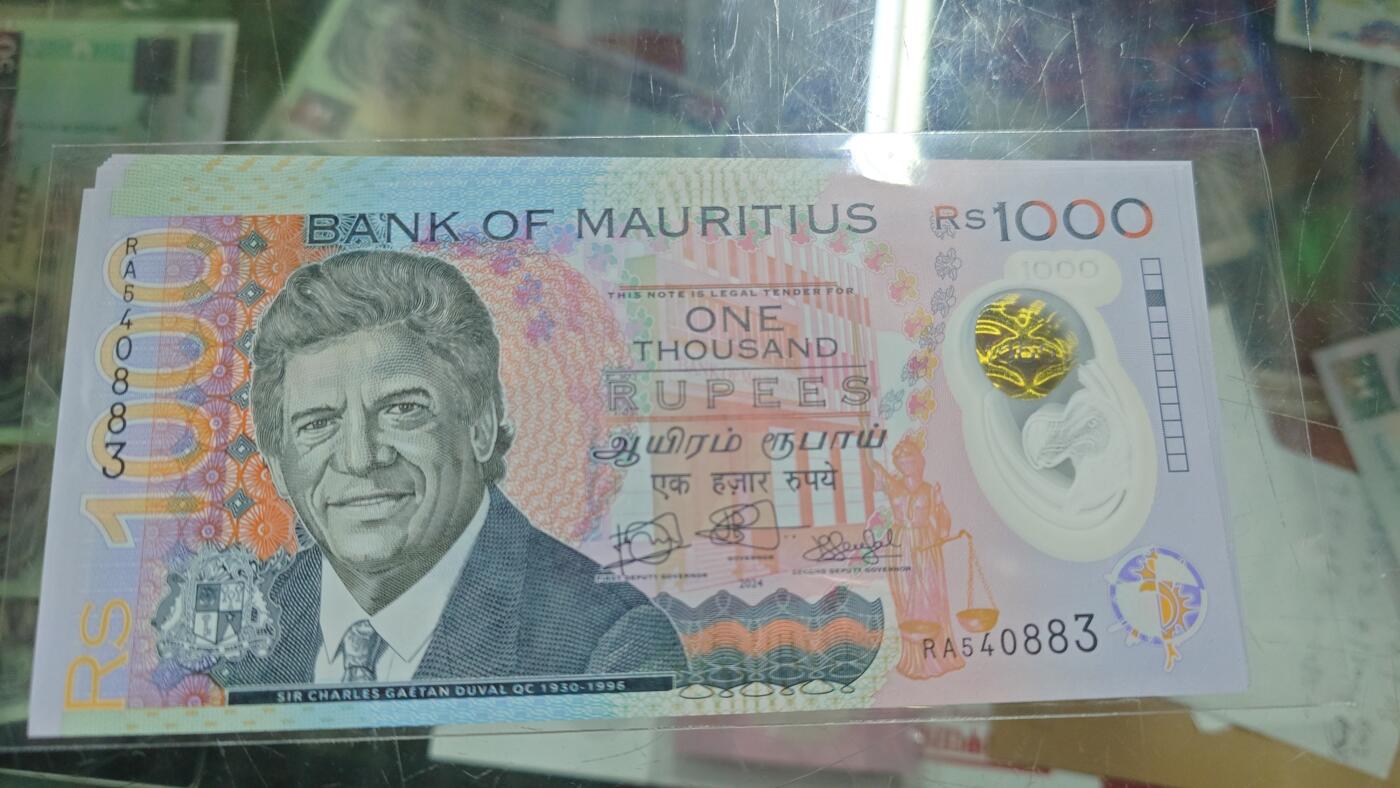 BANK OF MAURITIUS
Rs1000
RA540883
Rs 1000
1000
THIS NOTE IS LEGAL TENDER FOR
ONE
THOUSAND
RUPEES
ஆயிரம் ரூபாய்
एक हज़ार रुपये
FIRST DEPUTY GOVERNOR
GOVERNOR
SECOND DEPUTY GOVERNOR
2024
RA540883
SIR CHARLES GAËTAN DUVAL QC 1930-1996